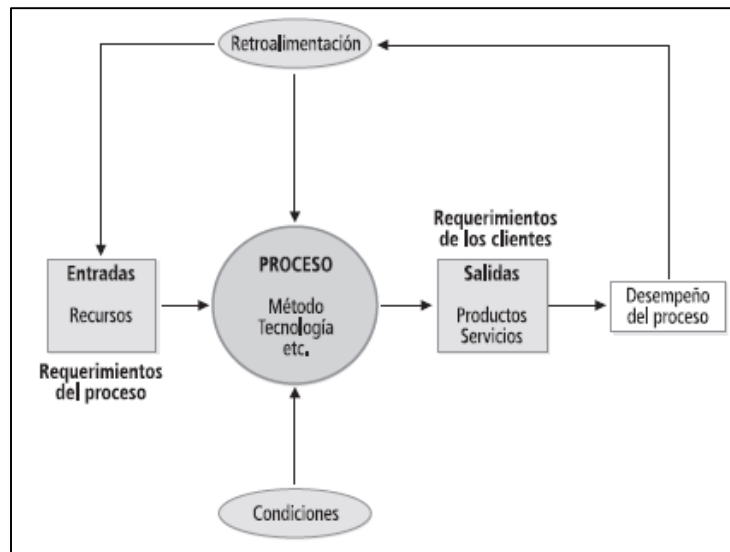 Retroalimentación
Requerimientos
de los clientes
Entradas
Recursos
Requerimientos
del proceso
PROCESO
Método
Tecnología
etc.
Salidas
Productos
Servicios
Desempeño
del proceso
Condiciones